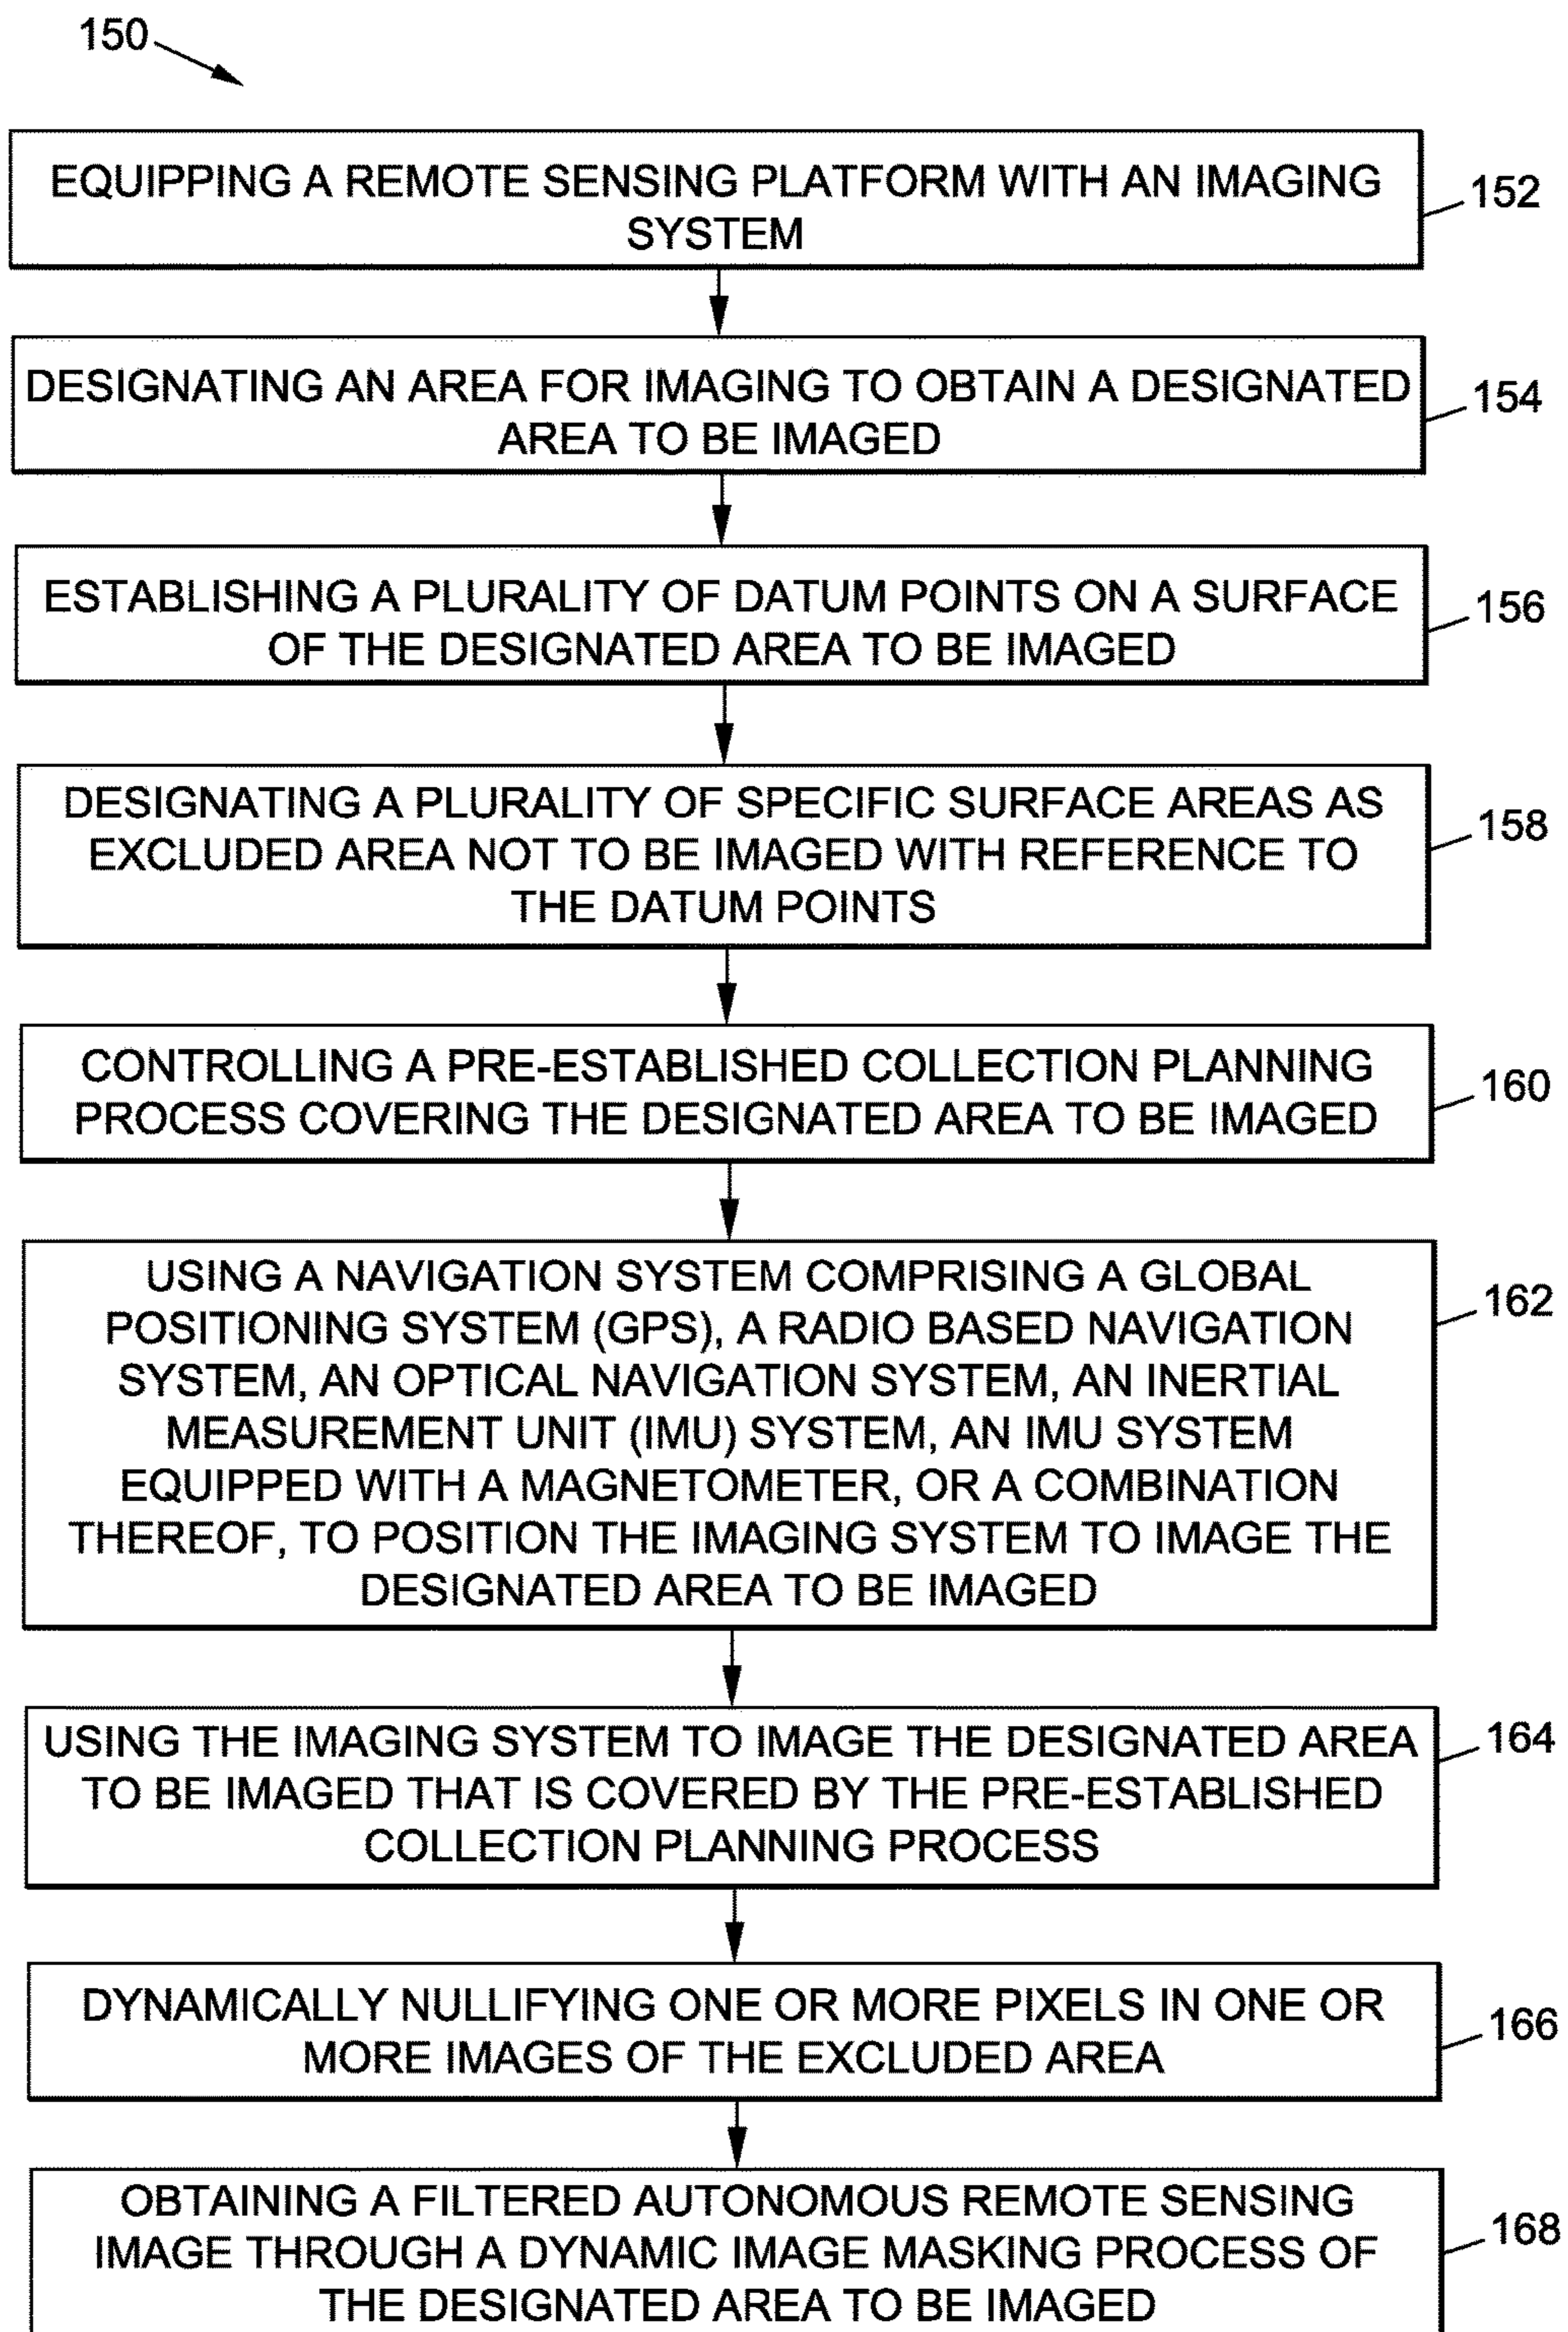 150
EQUIPPING A REMOTE SENSING PLATFORM WITH AN IMAGING
SYSTEM
152
DESIGNATING AN AREA FOR IMAGING TO OBTAIN A DESIGNATED
AREA TO BE IMAGED
154
ESTABLISHING A PLURALITY OF DATUM POINTS ON A SURFACE
OF THE DESIGNATED AREA TO BE IMAGED
156
DESIGNATING A PLURALITY OF SPECIFIC SURFACE AREAS AS
EXCLUDED AREA NOT TO BE IMAGED WITH REFERENCE TO
THE DATUM POINTS
158
CONTROLLING A PRE-ESTABLISHED COLLECTION PLANNING
PROCESS COVERING THE DESIGNATED AREA TO BE IMAGED
160
USING A NAVIGATION SYSTEM COMPRISING A GLOBAL
POSITIONING SYSTEM (GPS), A RADIO BASED NAVIGATION
SYSTEM, AN OPTICAL NAVIGATION SYSTEM, AN INERTIAL
MEASUREMENT UNIT (IMU) SYSTEM, AN IMU SYSTEM
EQUIPPED WITH A MAGNETOMETER, OR A COMBINATION
THEREOF, TO POSITION THE IMAGING SYSTEM TO IMAGE THE
DESIGNATED AREA TO BE IMAGED
162
USING THE IMAGING SYSTEM TO IMAGE THE DESIGNATED AREA
TO BE IMAGED THAT IS COVERED BY THE PRE-ESTABLISHED
COLLECTION PLANNING PROCESS
164
DYNAMICALLY NULLIFYING ONE OR MORE PIXELS IN ONE OR
MORE IMAGES OF THE EXCLUDED AREA
166
OBTAINING A FILTERED AUTONOMOUS REMOTE SENSING
IMAGE THROUGH A DYNAMIC IMAGE MASKING PROCESS OF
THE DESIGNATED AREA TO BE IMAGED
168